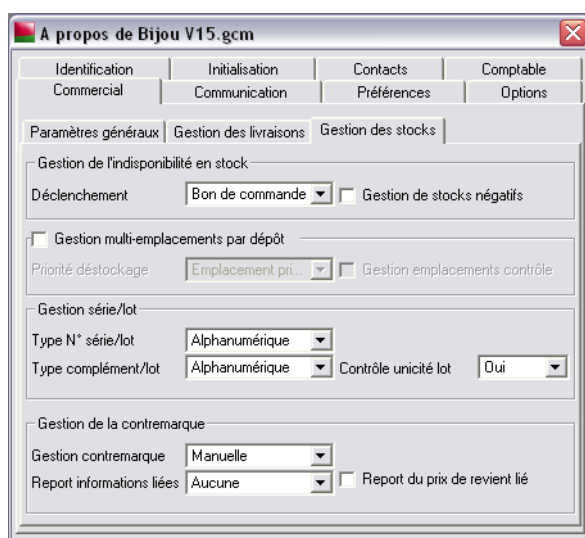 A propos de Bijou V15.gcm
Identification Initialisation Contacts Comptable
Commercial Communication Préférences Options
Paramètres généraux Gestion des livraisons Gestion des stocks
Gestion de l'indisponibilité en stock
Déclenchement Bon de commande Gestion de stocks négatifs
Gestion multi-emplacements par dépôt
Priorité déstockage Emplacement pri... Gestion emplacements contrôle
Gestion série/lot
Type N° série/lot Alphanumérique
Type complément/lot Alphanumérique Contrôle unicité lot Oui
Gestion de la contremarque
Gestion contremarque Manuelle
Report informations liées Aucune Report du prix de revient lié